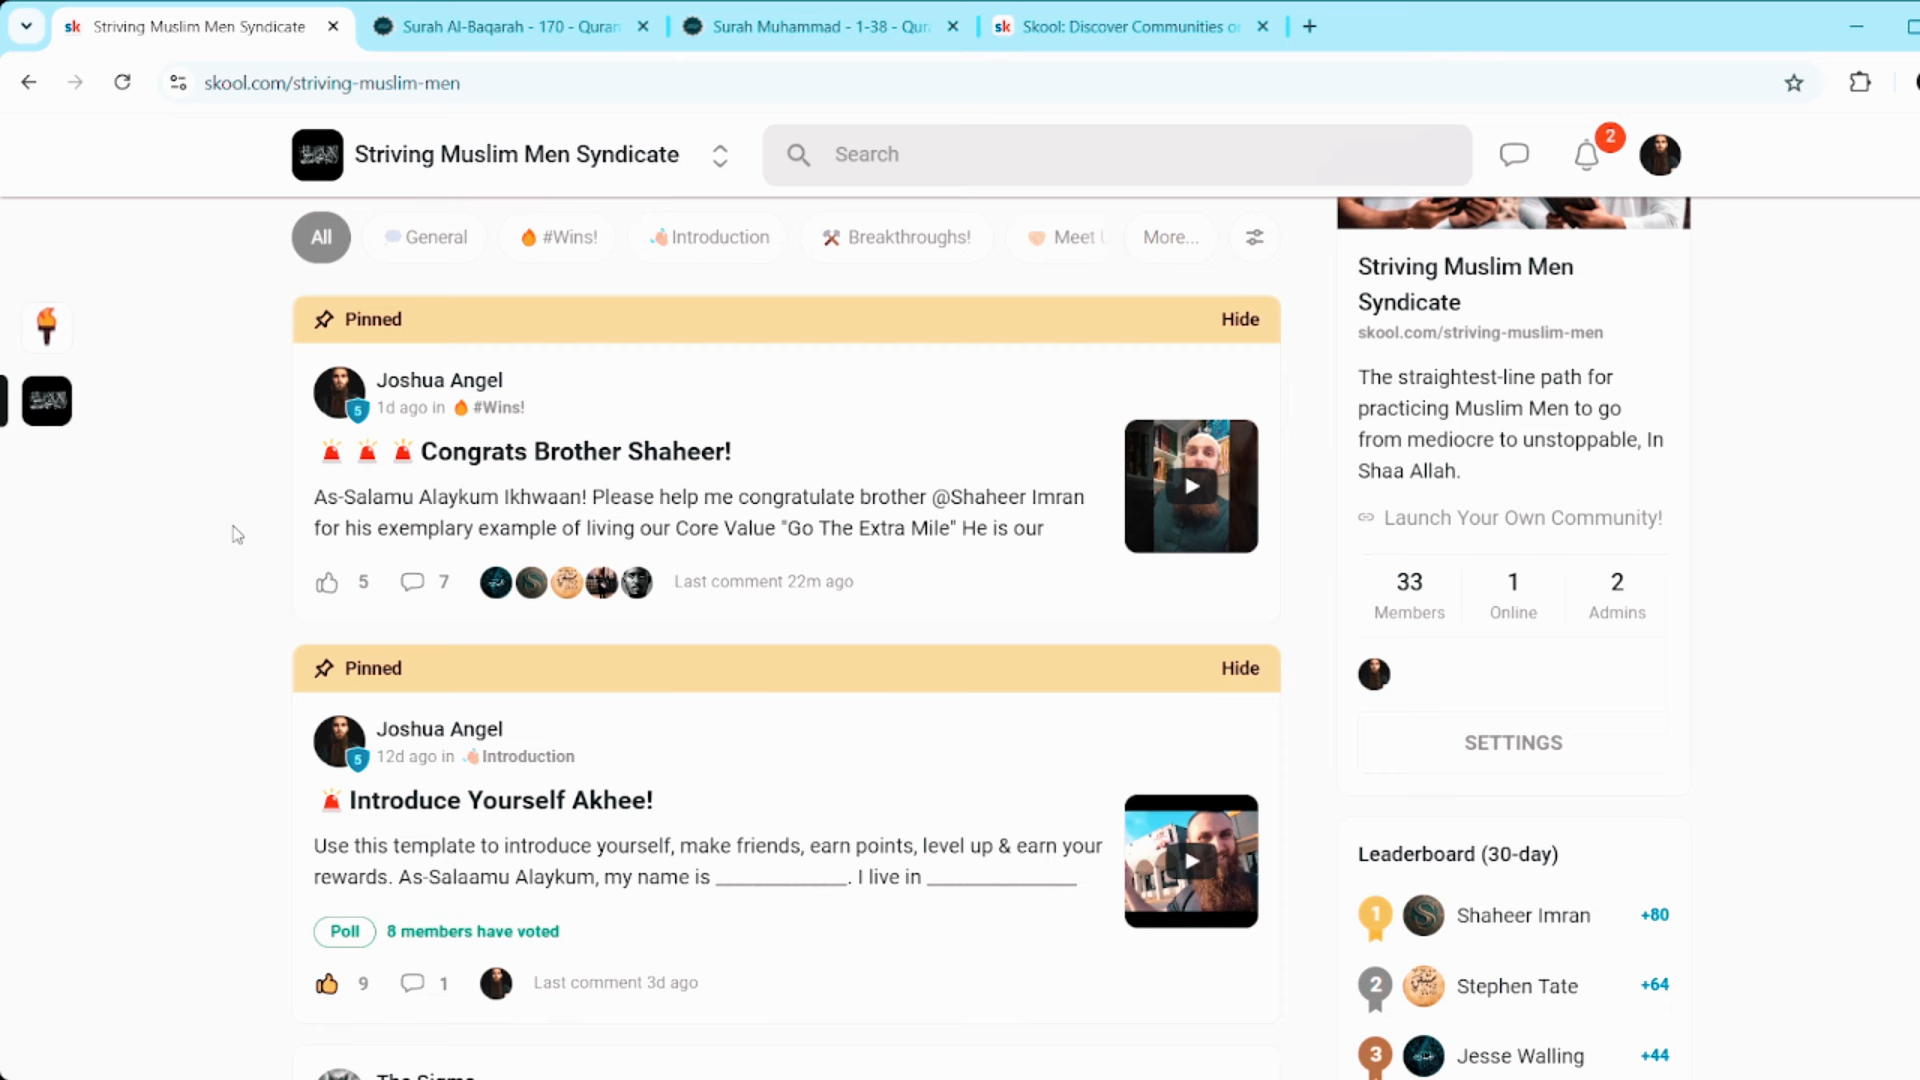 sk Striving Muslim Men Syndicate
Surah Al-Baqarah - 170 - Quran
Surah Muhammad - 1-38 - Qur
sk Skool: Discover Communities or
skool.com/striving-muslim-men
Striving Muslim Men Syndicate
Search
2
All
General
#Wins!
Introduction
Breakthroughs!
Meet U
More...
Pinned
Hide
Joshua Angel
5
1d ago in #Wins!
Congrats Brother Shaheer!
As-Salamu Alaykum Ikhwaan! Please help me congratulate brother @Shaheer Imran
for his exemplary example of living our Core Value "Go The Extra Mile" He is our
5
7
Last comment 22m ago
Pinned
Hide
Joshua Angel
5
12d ago in Introduction
Introduce Yourself Akhee!
Use this template to introduce yourself, make friends, earn points, level up & earn your
rewards. As-Salaamu Alaykum, my name is _____________. I live in _______________
Poll
8 members have voted
9
1
Last comment 3d ago
The Sigma
Striving Muslim Men
Syndicate
skool.com/striving-muslim-men
The straightest-line path for
practicing Muslim Men to go
from mediocre to unstoppable, In
Shaa Allah.
Launch Your Own Community!
33
Members
1
Online
2
Admins
SETTINGS
Leaderboard (30-day)
1 Shaheer Imran +80
2 Stephen Tate +64
3 Jesse Walling +44